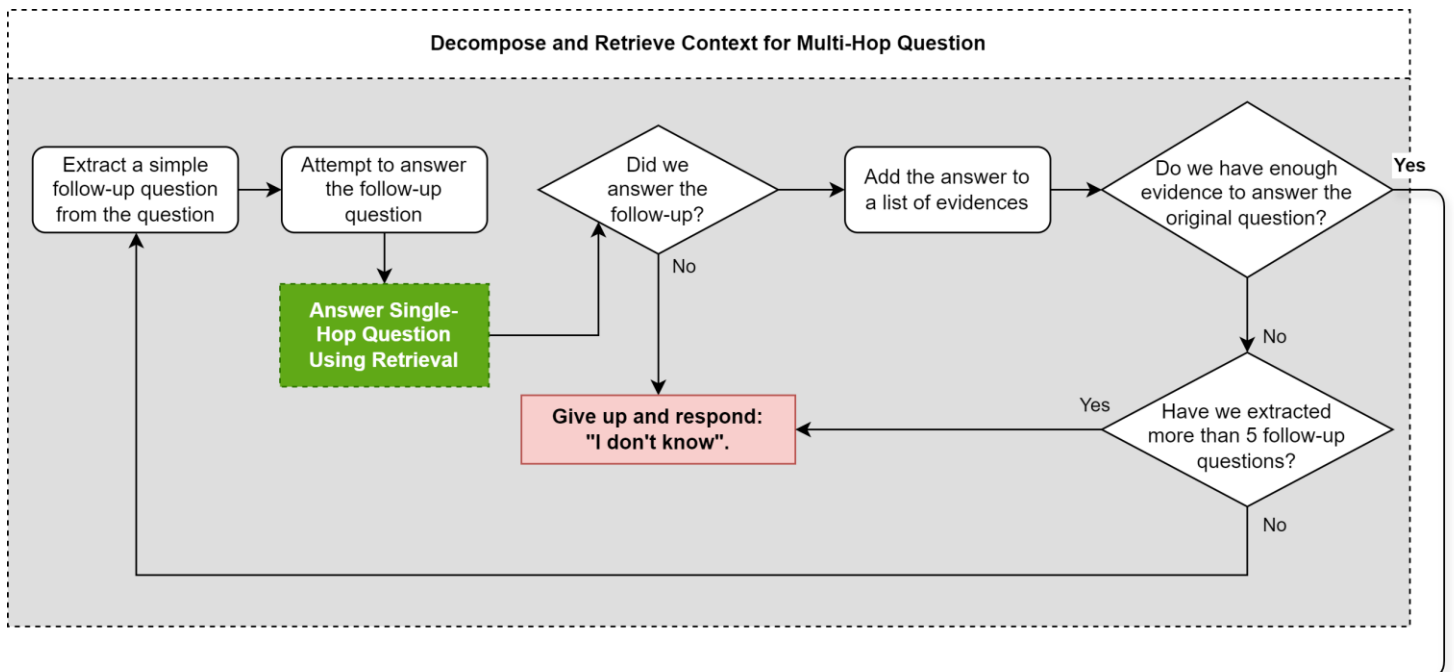 Decompose and Retrieve Context for Multi-Hop Question
Extract a simple
follow-up question
from the question
Attempt to answer
the follow-up
question
Answer Single-
Hop Question
Using Retrieval
Did we
answer the
follow-up?
No
Give up and respond:
"I don't know".
Add the answer to
a list of evidences
Do we have enough
evidence to answer the
original question?
Yes
No
Have we extracted
more than 5 follow-up
questions?
Yes
No